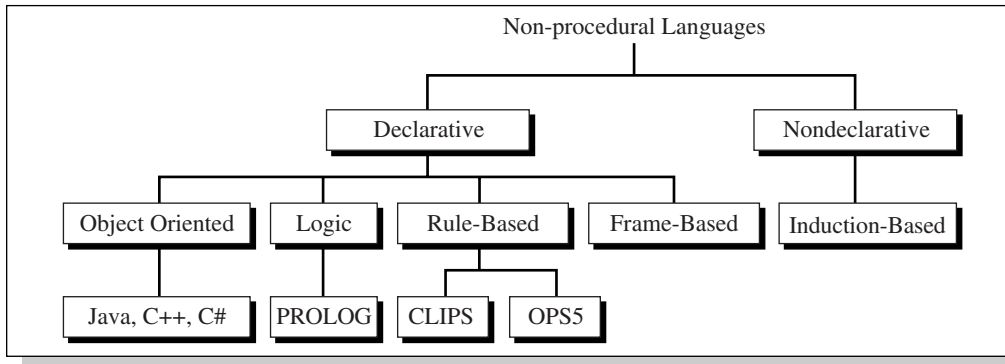 Non-procedural Languages
Declarative
Nondeclarative
Object Oriented
Logic
Rule-Based
Frame-Based
Induction-Based
Java, C++, C#
PROLOG
CLIPS
OPS5